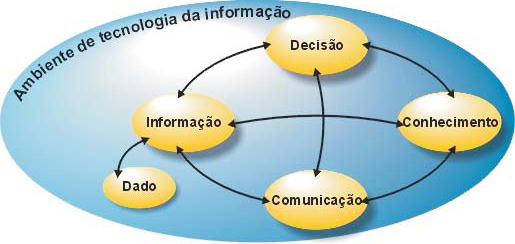 Ambiente de tecnologia da informação
Decisão
Informação
Conhecimento
Dado
Comunicação